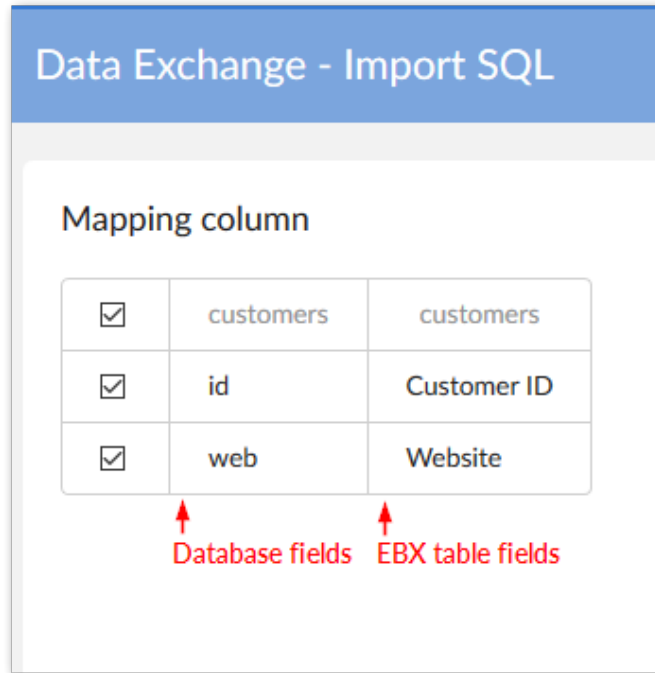 Data Exchange - Import SQL
Mapping column
customers customers
id Customer ID
web Website
Database fields EBX table fields